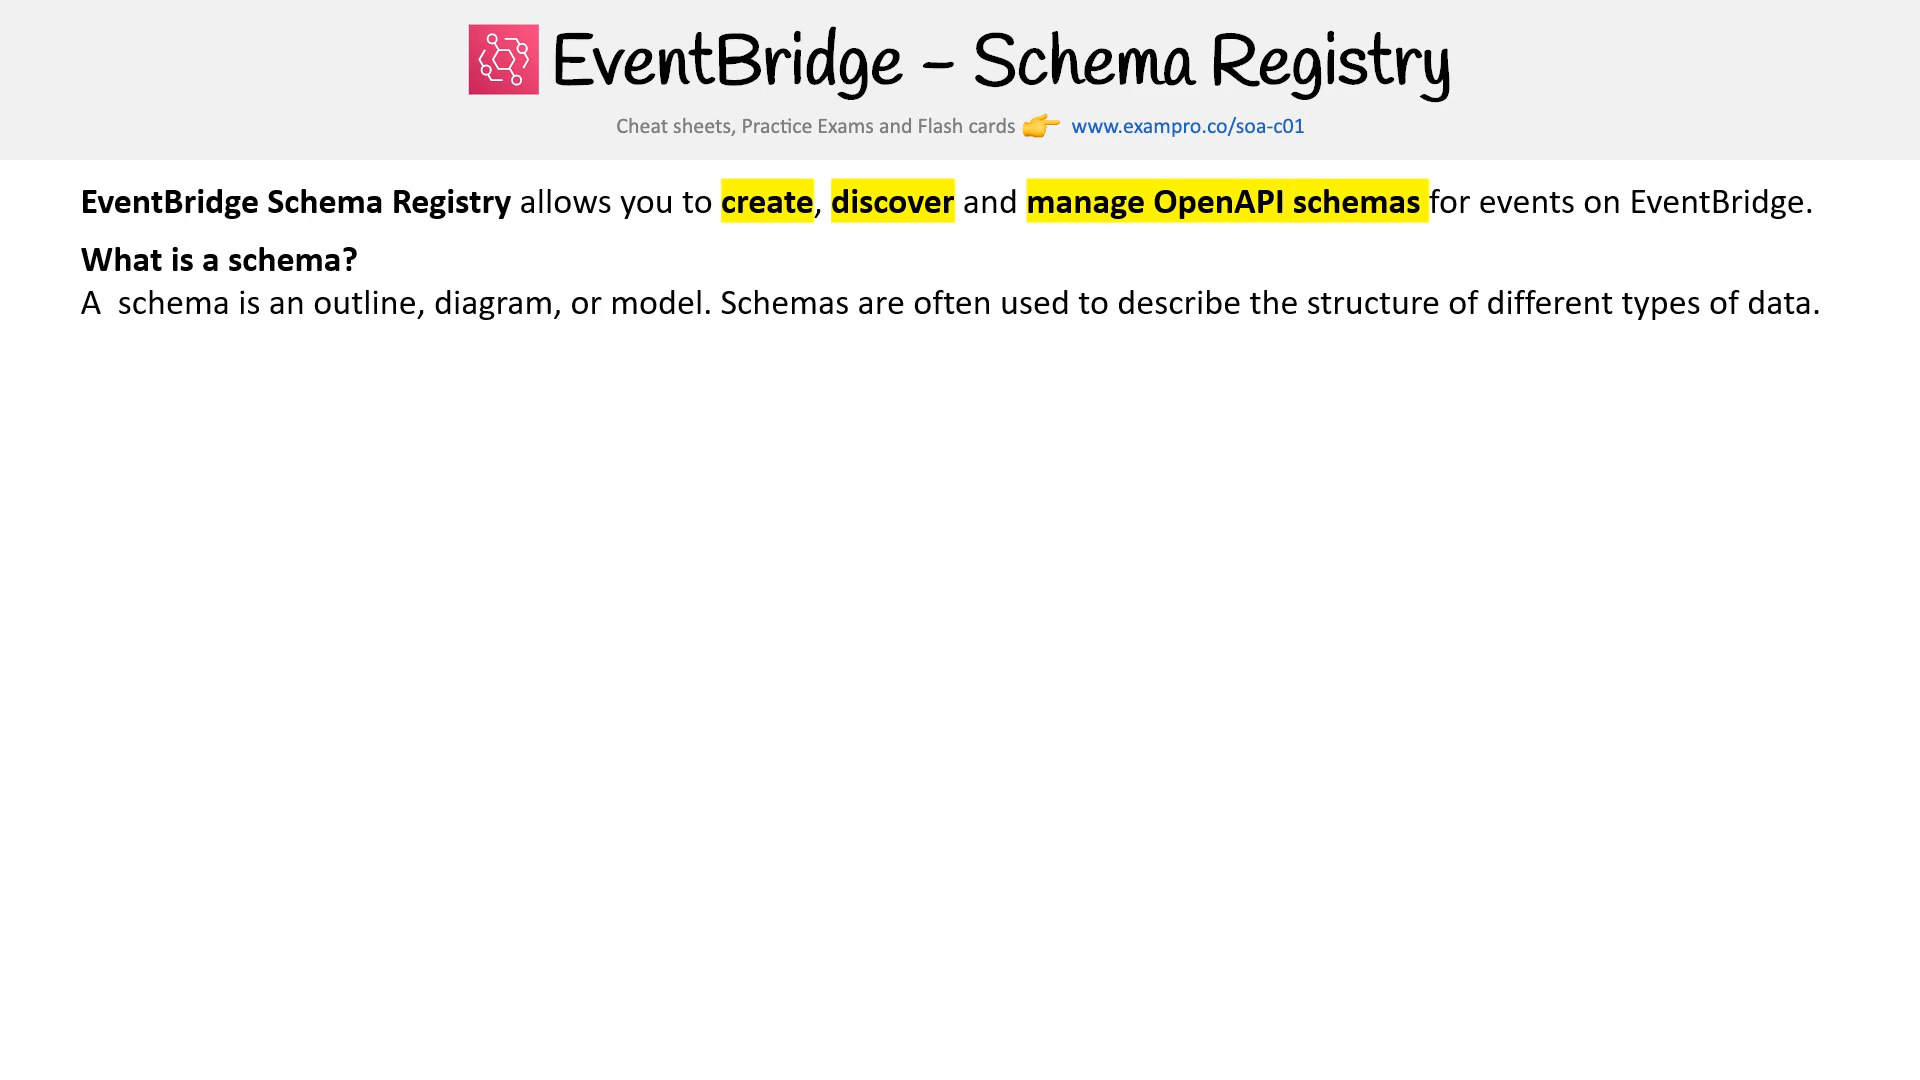 EventBridge – Schema Registry
Cheat sheets, Practice Exams and Flash cards 👉 www.exampro.co/soa-c01
EventBridge Schema Registry allows you to create, discover and manage OpenAPI schemas for events on EventBridge.
What is a schema?
A  schema is an outline, diagram, or model. Schemas are often used to describe the structure of different types of data.